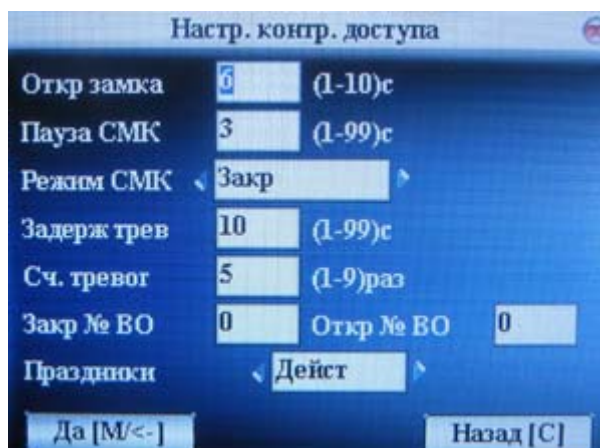 Настр. контр. доступа
Откр замка 6 (1-10)с
Пауза СМК 3 (1-99)с
Режим СМК Закр
Задерж трев 10 (1-99)с
Сч. тревог 5 (1-9)раз
Закр № ВО 0 Откр № ВО 0
Праздники Дейст
Да [M/<-] Назад [C]